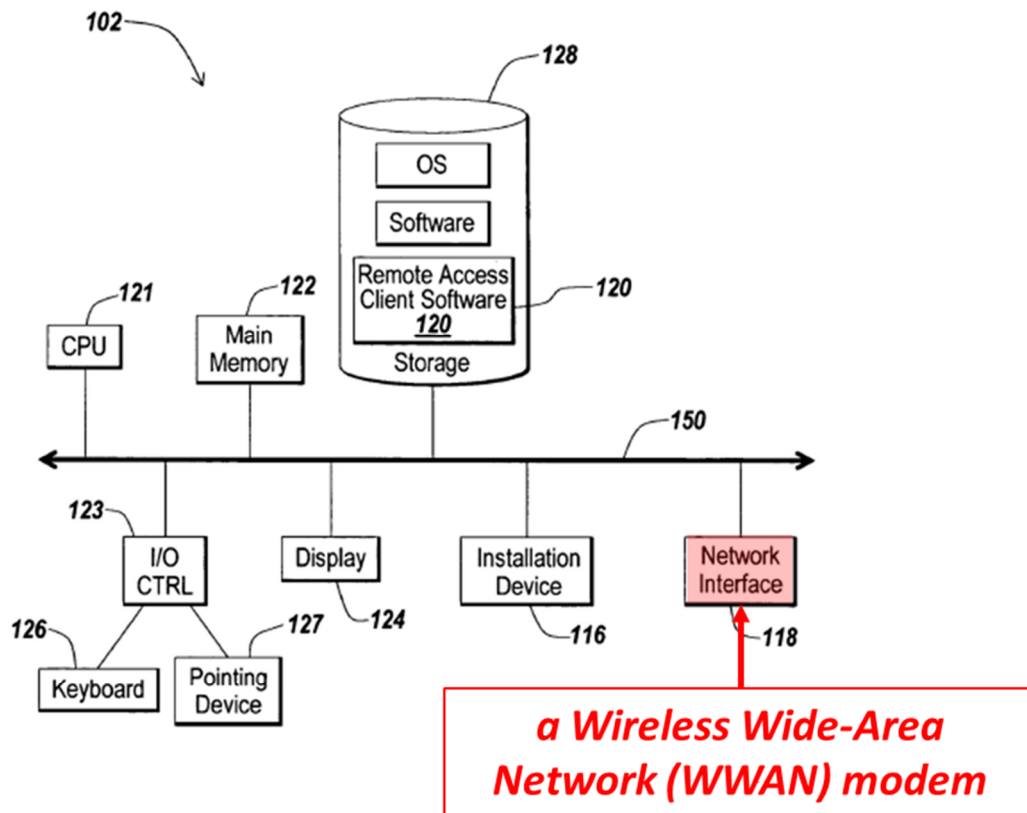 102
128
OS
Software
Remote Access
Client Software
120
120
Storage
121
CPU
122
Main
Memory
150
123
I/O
CTRL
Display
124
Installation
Device
116
Network
Interface
118
126
Keyboard
127
Pointing
Device
a Wireless Wide-Area
Network (WWAN) modem